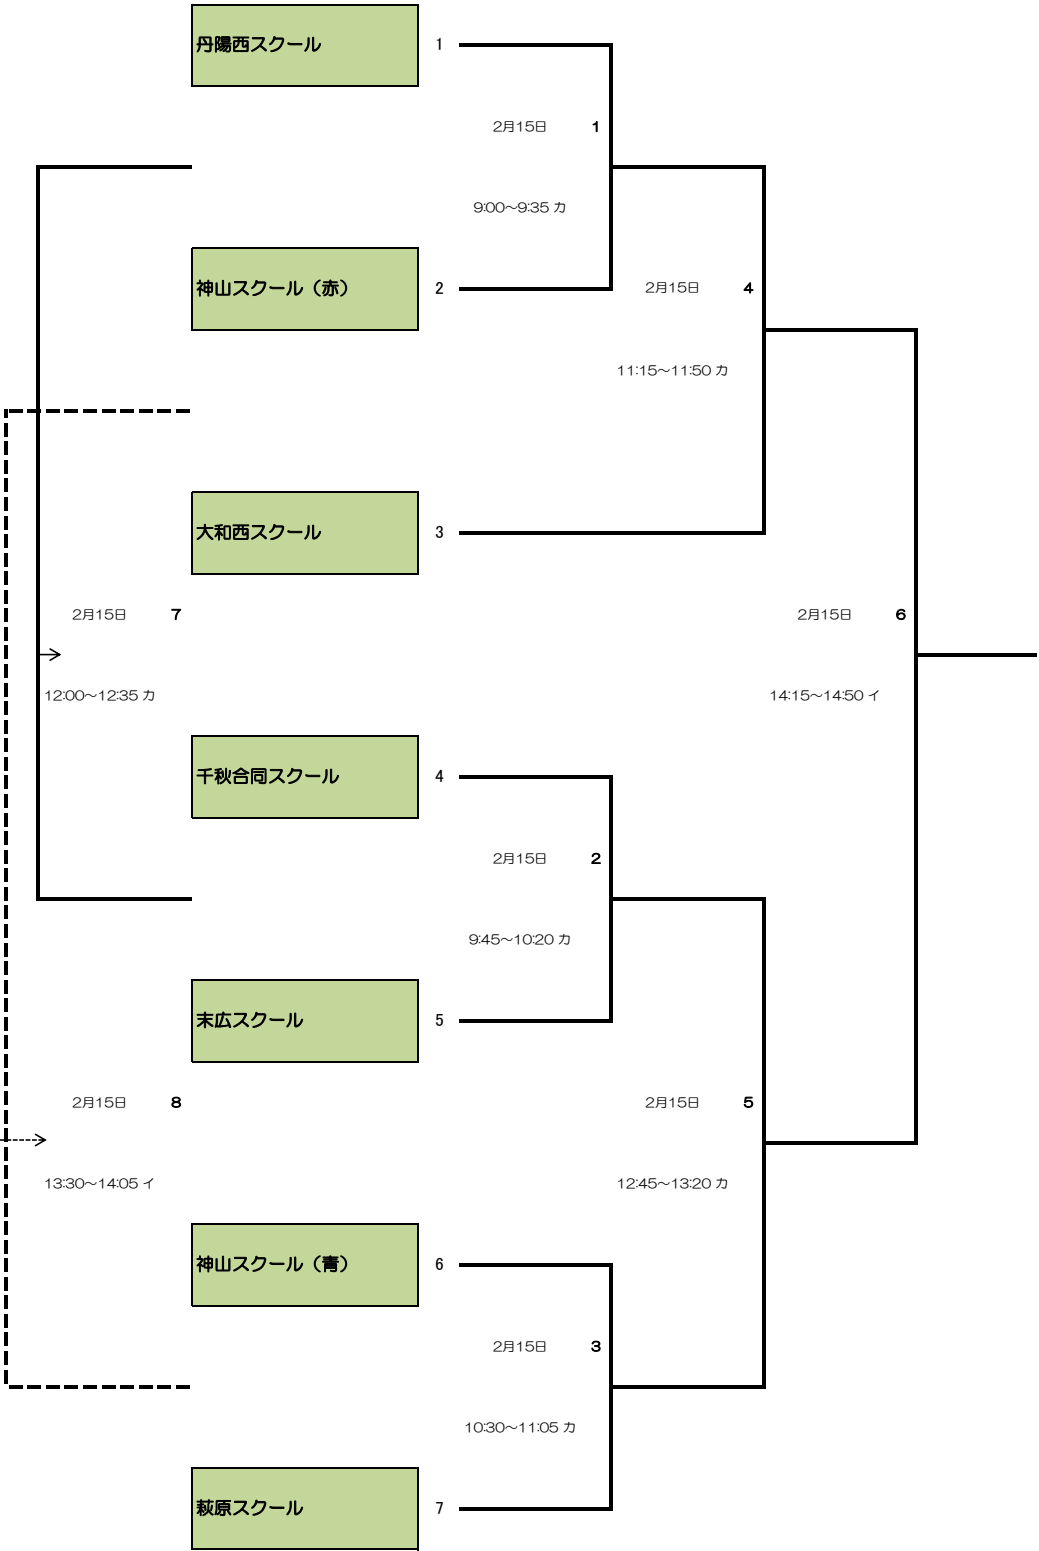 丹陽西スクール 1
2月15日 1
9:00～9:35 カ
神山スクール（赤） 2
2月15日 4
11:15～11:50 カ
大和西スクール 3
2月15日 7
2月15日 6
12:00～12:35 カ
14:15～14:50 イ
千秋合同スクール 4
2月15日 2
9:45～10:20 カ
末広スクール 5
2月15日 8
2月15日 5
13:30～14:05 イ
12:45～13:20 カ
神山スクール（青） 6
2月15日 3
10:30～11:05 カ
萩原スクール 7